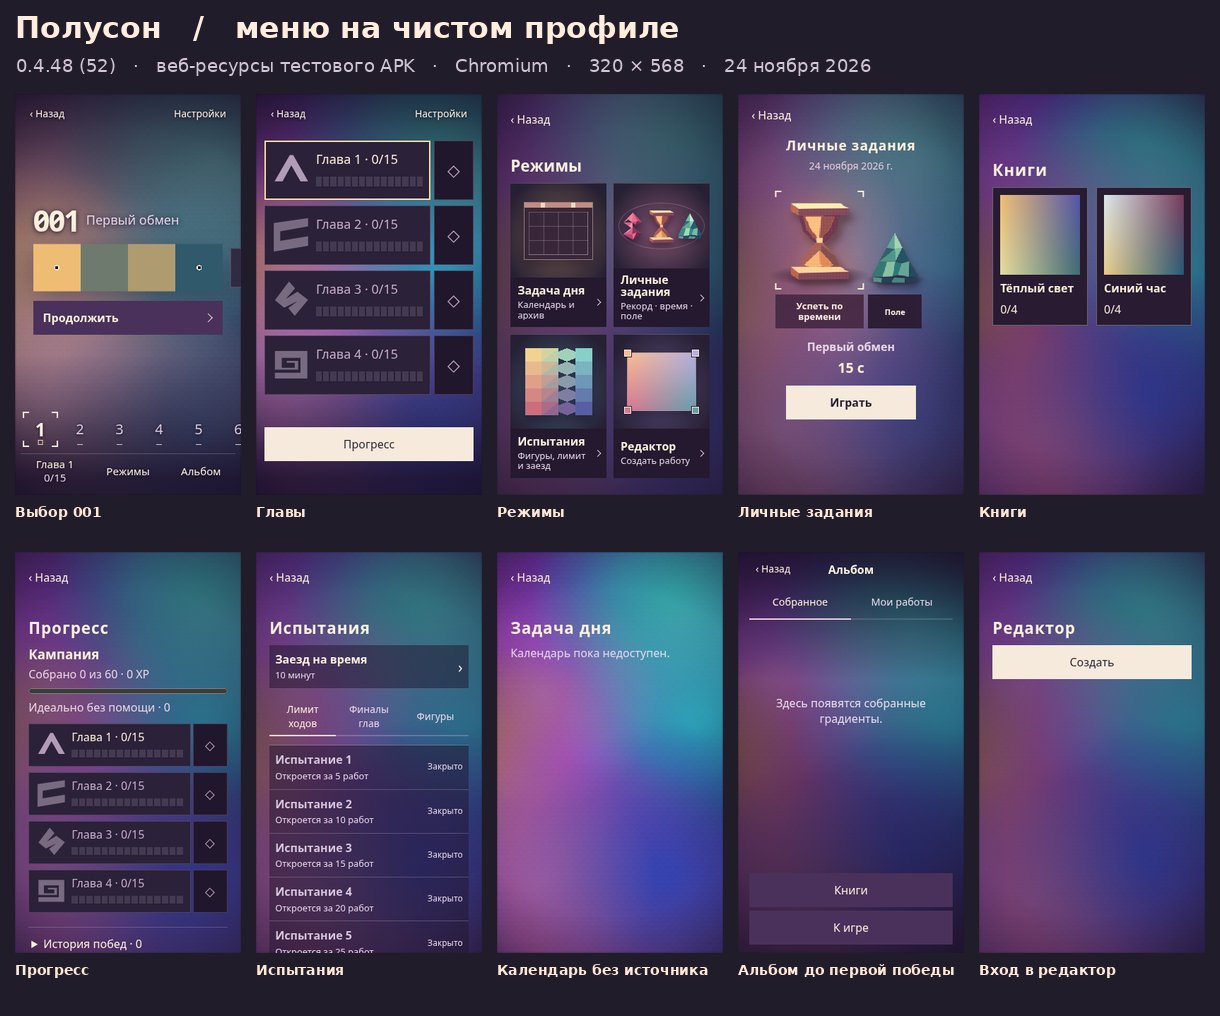 Полусон / меню на чистом профиле
0.4.48 (52) · веб-ресурсы тестового APK · Chromium · 320 × 568 · 24 ноября 2026
‹ Назад
Настройки
001 Первый обмен
Продолжить
1 2 3 4 5 6
Глава 1
0/15
Режимы
Альбом
Выбор 001
‹ Назад
Настройки
Глава 1 · 0/15
Глава 2 · 0/15
Глава 3 · 0/15
Глава 4 · 0/15
Прогресс
Главы
‹ Назад
Режимы
Задача дня
Календарь и
архив
Личные
задания
Рекорд · время ·
поле
Испытания
Фигуры, лимит
и заезд
Редактор
Создать работу
Режимы
‹ Назад
Личные задания
24 ноября 2026 г.
Успеть по
времени
Поле
Первый обмен
15 с
Играть
Личные задания
‹ Назад
Книги
Тёплый свет
0/4
Синий час
0/4
Книги
‹ Назад
Прогресс
Кампания
Собрано 0 из 60 · 0 XP
Идеально без помощи · 0
Глава 1 · 0/15
Глава 2 · 0/15
Глава 3 · 0/15
Глава 4 · 0/15
История побед · 0
Прогресс
‹ Назад
Испытания
Заезд на время
10 минут
Лимит
ходов
Финалы
глав
Фигуры
Испытание 1
Откроется за 5 работ
Закрыто
Испытание 2
Откроется за 10 работ
Закрыто
Испытание 3
Откроется за 15 работ
Закрыто
Испытание 4
Откроется за 20 работ
Закрыто
Испытание 5
Откроется за 25 работ
Закрыто
Испытания
‹ Назад
Задача дня
Календарь пока недоступен.
Календарь без источника
‹ Назад
Альбом
Собранное
Мои работы
Здесь появятся собранные
градиенты.
Книги
К игре
Альбом до первой победы
‹ Назад
Редактор
Создать
Вход в редактор